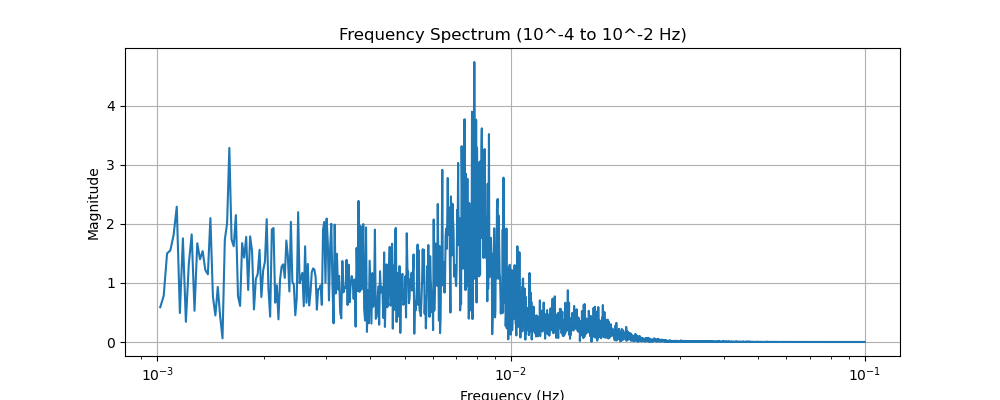 Frequency Spectrum (10^-4 to 10^-2 Hz)
Magnitude
4
3
2
1
0
10⁻³
10⁻²
10⁻¹
Frequency (Hz)